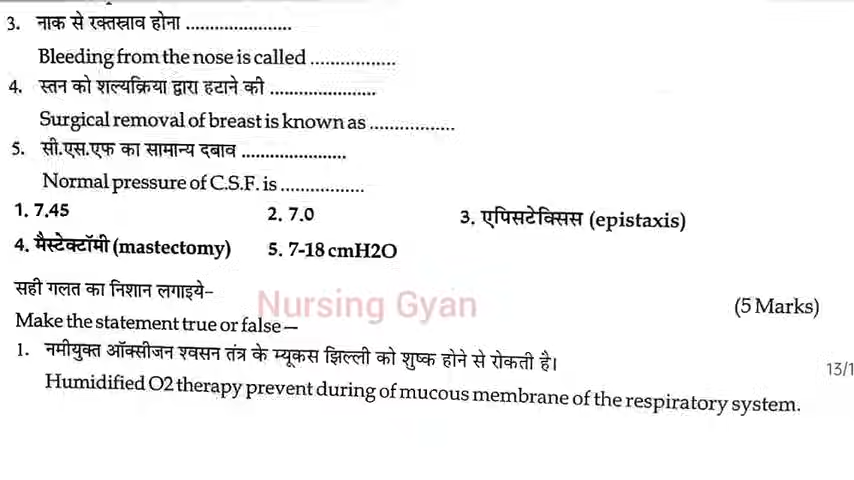 3. नाक से रक्तस्राव होना ......................
Bleeding from the nose is called .................
4. स्तन को शल्यक्रिया द्वारा हटाने की ......................
Surgical removal of breast is known as .................
5. सी.एस.एफ का सामान्य दबाव ......................
Normal pressure of C.S.F. is .................
1. 7.45 2. 7.0 3. एपिसटेक्सिस (epistaxis)
4. मैस्टेक्टॉमी (mastectomy) 5. 7-18 cmH2O
सही गलत का निशान लगाइये–
Nursing Gyan (5 Marks)
Make the statement true or false—
1. नमीयुक्त ऑक्सीजन श्वसन तंत्र के म्यूकस झिल्ली को शुष्क होने से रोकती है।
13/1
Humidified O2 therapy prevent during of mucous membrane of the respiratory system.